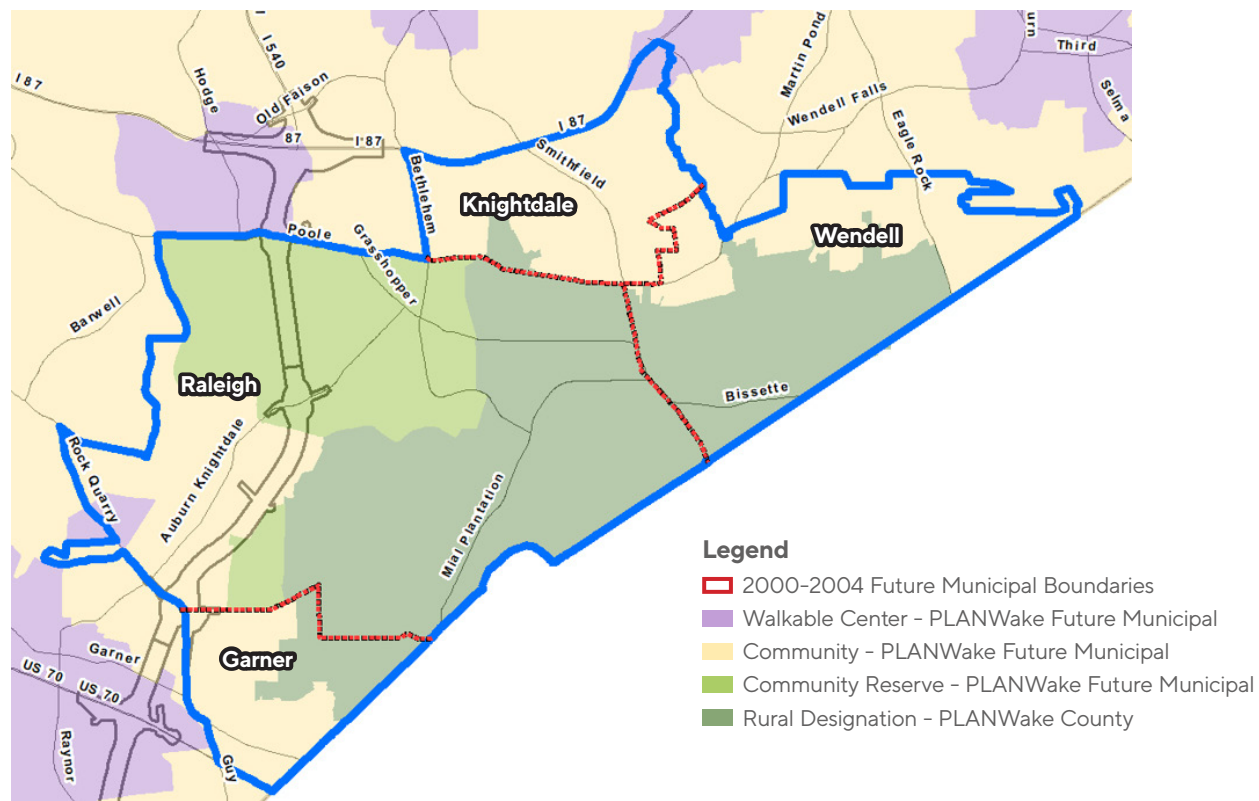 I 540
I 87
Hodge
Old Faison
87
I 87
I 87
Smithfield
Martin Pond
Wendell Falls
Third
Selma
Eagle Rock
Bethlehem
Knightdale
Wendell
Poole
Grasshopper
Barwell
Raleigh
Bissette
Rock Quarry
Auburn Knightdale
Mial Plantation
Garner
US 70
US 70
Garner
Raynor
Guy
Legend
2000-2004 Future Municipal Boundaries
Walkable Center - PLANWake Future Municipal
Community - PLANWake Future Municipal
Community Reserve - PLANWake Future Municipal
Rural Designation - PLANWake County